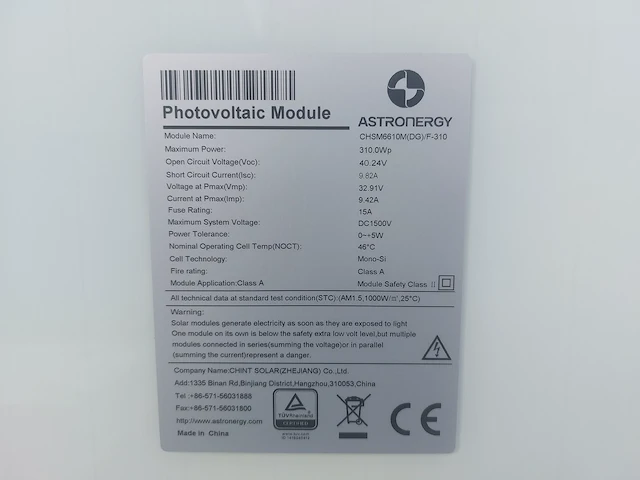 Photovoltaic Module
ASTRONERGY
Module Name: CHSM6610M(DG)/F-310
Maximum Power: 310.0Wp
Open Circuit Voltage(Voc): 40.24V
Short Circuit Current(Isc): 9.82A
Voltage at Pmax(Vmp): 32.91V
Current at Pmax(Imp): 9.42A
Fuse Rating: 15A
Maximum System Voltage: DC1500V
Power Tolerance: 0~+5W
Nominal Operating Cell Temp(NOCT): 46°C
Cell Technology: Mono-Si
Fire rating: Class A
Module Application:Class A Module Safety Class II
All technical data at standard test condition(STC):(AM1.5,1000W/㎡,25°C)
Warning:
Solar modules generate electricity as soon as they are exposed to light
One module on its own is below the safety extra low volt level,but multiple
modules connected in series(summing the voltage)or in parallel
(summing the current)represent a danger.
Company Name:CHINT SOLAR(ZHEJIANG) Co.,Ltd.
Add:1335 Binan Rd,Binjiang District,Hangzhou,310053,China
Tel :+86-571-56031888
Fax:+86-571-56031800
http://www.astronergy.com
Made in China
TÜVRheinland
CERTIFIED
CE